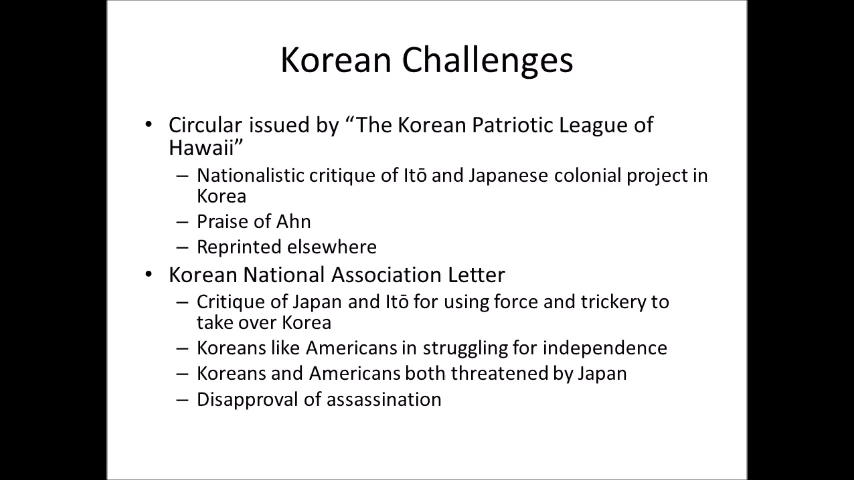 Korean Challenges
• Circular issued by “The Korean Patriotic League of
Hawaii”
– Nationalistic critique of Itō and Japanese colonial project in
Korea
– Praise of Ahn
– Reprinted elsewhere
• Korean National Association Letter
– Critique of Japan and Itō for using force and trickery to
take over Korea
– Koreans like Americans in struggling for independence
– Koreans and Americans both threatened by Japan
– Disapproval of assassination